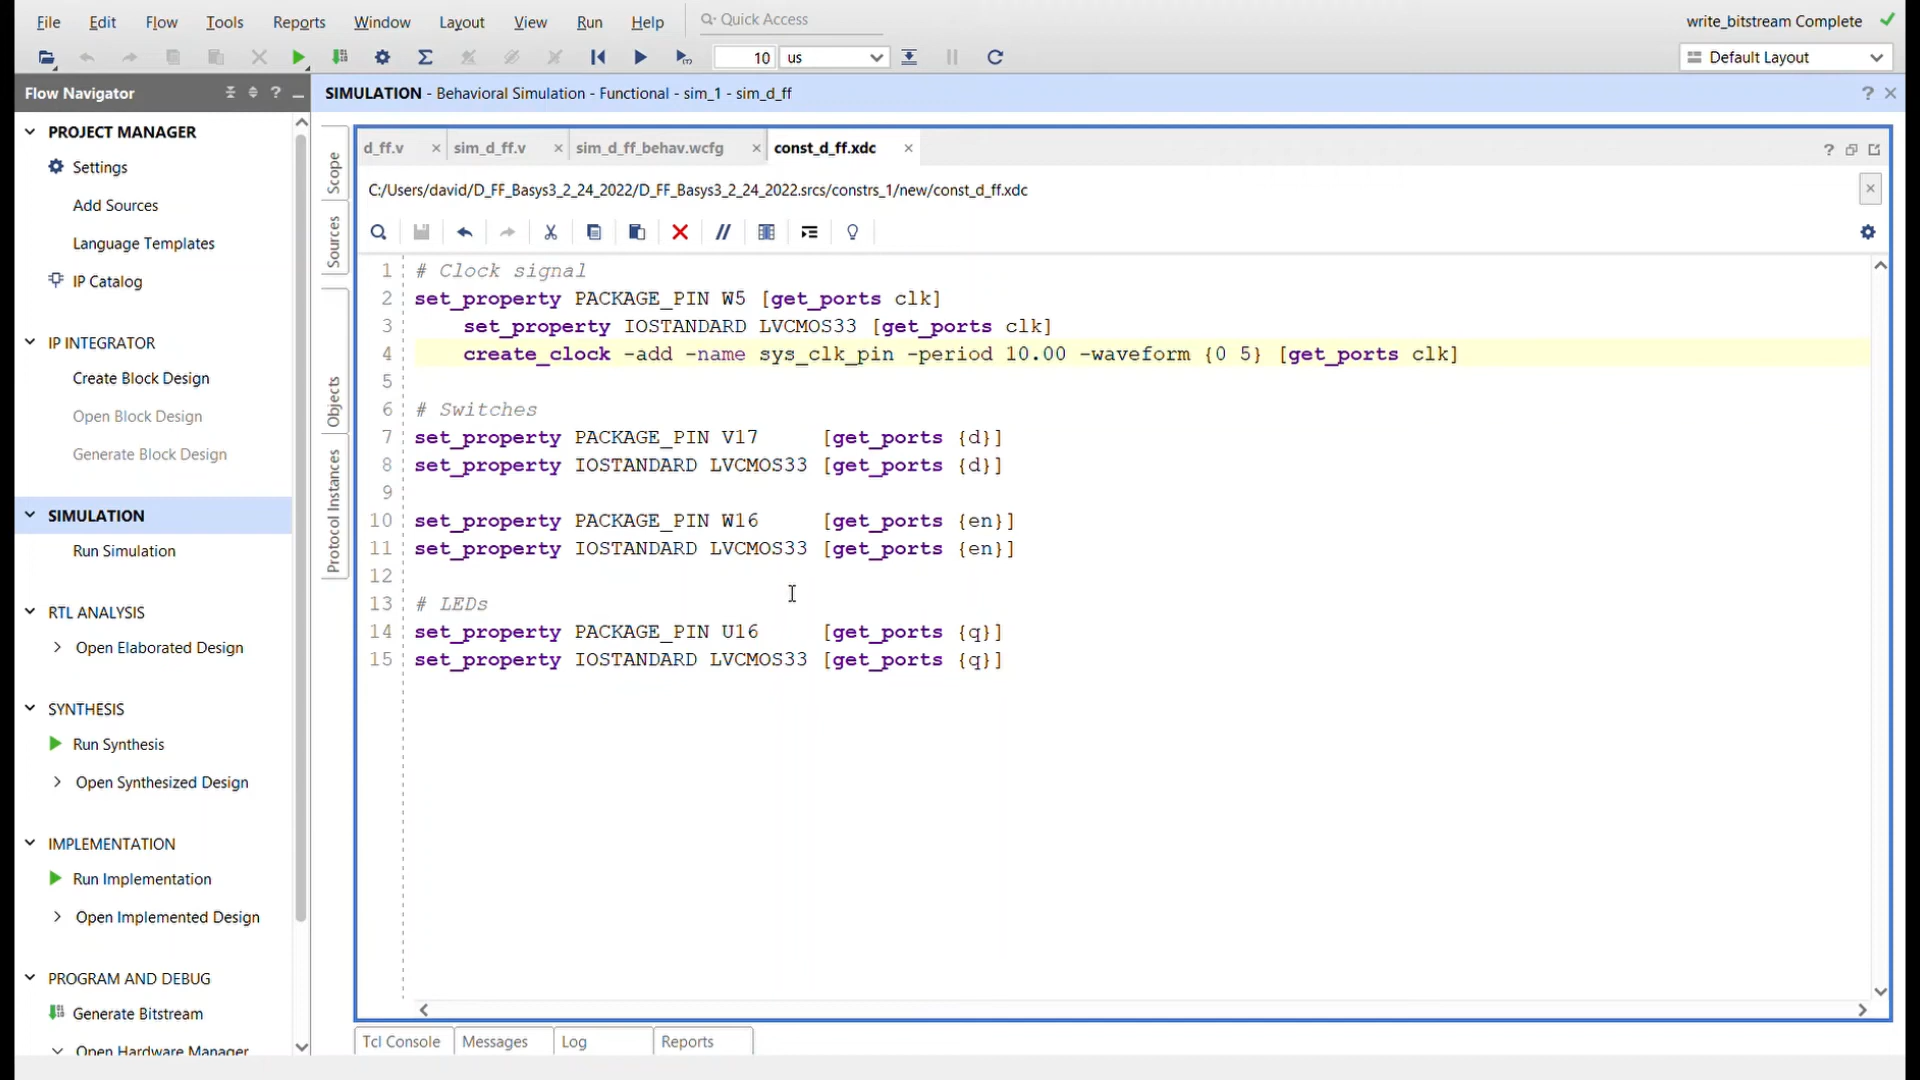 File Edit Flow Tools Reports Window Layout View Run Help Quick Access write_bitstream Complete
10 us Default Layout
Flow Navigator ? SIMULATION - Behavioral Simulation - Functional - sim_1 - sim_d_ff ?
PROJECT MANAGER
Settings
Add Sources
Language Templates
IP Catalog
IP INTEGRATOR
Create Block Design
Open Block Design
Generate Block Design
SIMULATION
Run Simulation
RTL ANALYSIS
Open Elaborated Design
SYNTHESIS
Run Synthesis
Open Synthesized Design
IMPLEMENTATION
Run Implementation
Open Implemented Design
PROGRAM AND DEBUG
Generate Bitstream
Open Hardware Manager
Scope
Sources
Objects
Protocol Instances
d_ff.v sim_d_ff.v sim_d_ff_behav.wcfg const_d_ff.xdc ?
C:/Users/david/D_FF_Basys3_2_24_2022/D_FF_Basys3_2_24_2022.srcs/constrs_1/new/const_d_ff.xdc
//
1 # Clock signal
2 set_property PACKAGE_PIN W5 [get_ports clk]
3 set_property IOSTANDARD LVCMOS33 [get_ports clk]
4 create_clock -add -name sys_clk_pin -period 10.00 -waveform {0 5} [get_ports clk]
5
6 # Switches
7 set_property PACKAGE_PIN V17 [get_ports {d}]
8 set_property IOSTANDARD LVCMOS33 [get_ports {d}]
9
10 set_property PACKAGE_PIN W16 [get_ports {en}]
11 set_property IOSTANDARD LVCMOS33 [get_ports {en}]
12
13 # LEDs
14 set_property PACKAGE_PIN U16 [get_ports {q}]
15 set_property IOSTANDARD LVCMOS33 [get_ports {q}]
Tcl Console Messages Log Reports